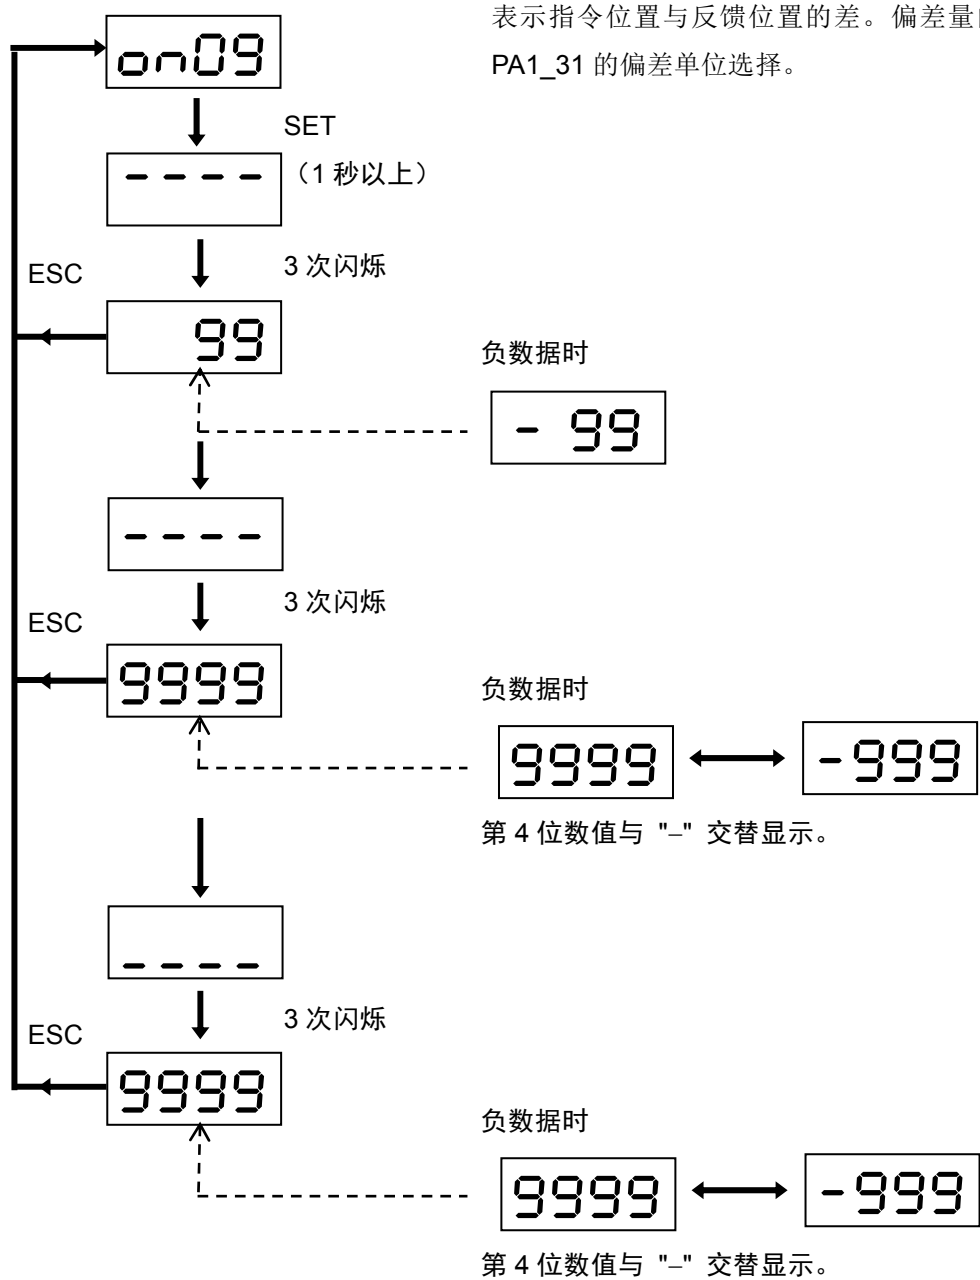 表示指令位置与反馈位置的差。偏差量
PA1_31 的偏差单位选择。
on09
SET
(1 秒以上)
----
ESC
3 次闪烁
99
负数据时
- 99
----
ESC
3 次闪烁
9999
负数据时
9999
-999
第 4 位数值与 "–" 交替显示。
----
ESC
3 次闪烁
9999
负数据时
9999
-999
第 4 位数值与 "–" 交替显示。